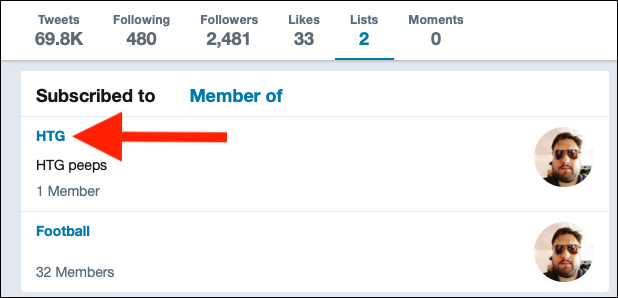 Tweets Following Followers Likes Lists Moments
69.8K 480 2,481 33 2 0
Subscribed to Member of
HTG
HTG peeps
1 Member
Football
32 Members